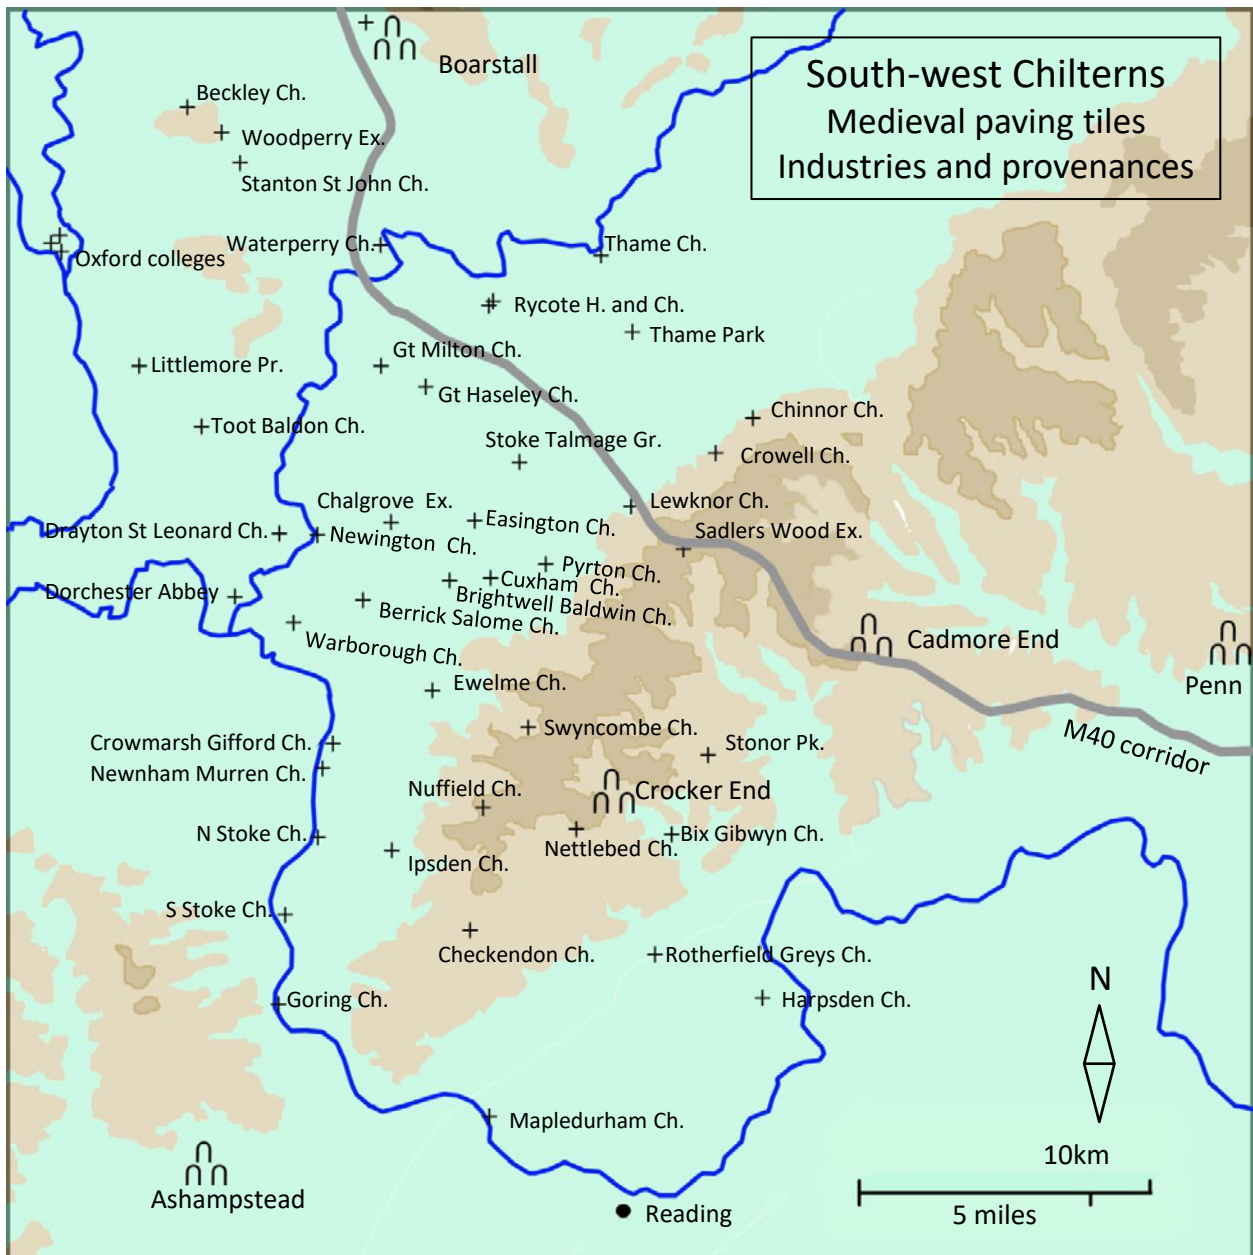 South-west Chilterns
Medieval paving tiles
Industries and provenances
Boarstall
Beckley Ch.
Woodperry Ex.
Stanton St John Ch.
Waterperry Ch.
Thame Ch.
Oxford colleges
Rycote H. and Ch.
Thame Park
Gt Milton Ch.
Littlemore Pr.
Gt Haseley Ch.
Chinnor Ch.
Toot Baldon Ch.
Stoke Talmage Gr.
Crowell Ch.
Chalgrove Ex.
Lewknor Ch.
Easington Ch.
Sadlers Wood Ex.
Drayton St Leonard Ch.
Newington Ch.
Pyrton Ch.
Cuxham Ch.
Dorchester Abbey
Brightwell Baldwin Ch.
Berrick Salome Ch.
Warborough Ch.
Cadmore End
Penn
Ewelme Ch.
Swyncombe Ch.
Stonor Pk.
M40 corridor
Crowmarsh Gifford Ch.
Newnham Murren Ch.
Nuffield Ch.
Crocker End
N Stoke Ch.
Nettlebed Ch.
Bix Gibwyn Ch.
Ipsden Ch.
S Stoke Ch.
Checkendon Ch.
Rotherfield Greys Ch.
Goring Ch.
Harpsden Ch.
N
Mapledurham Ch.
10km
5 miles
Ashampstead
Reading